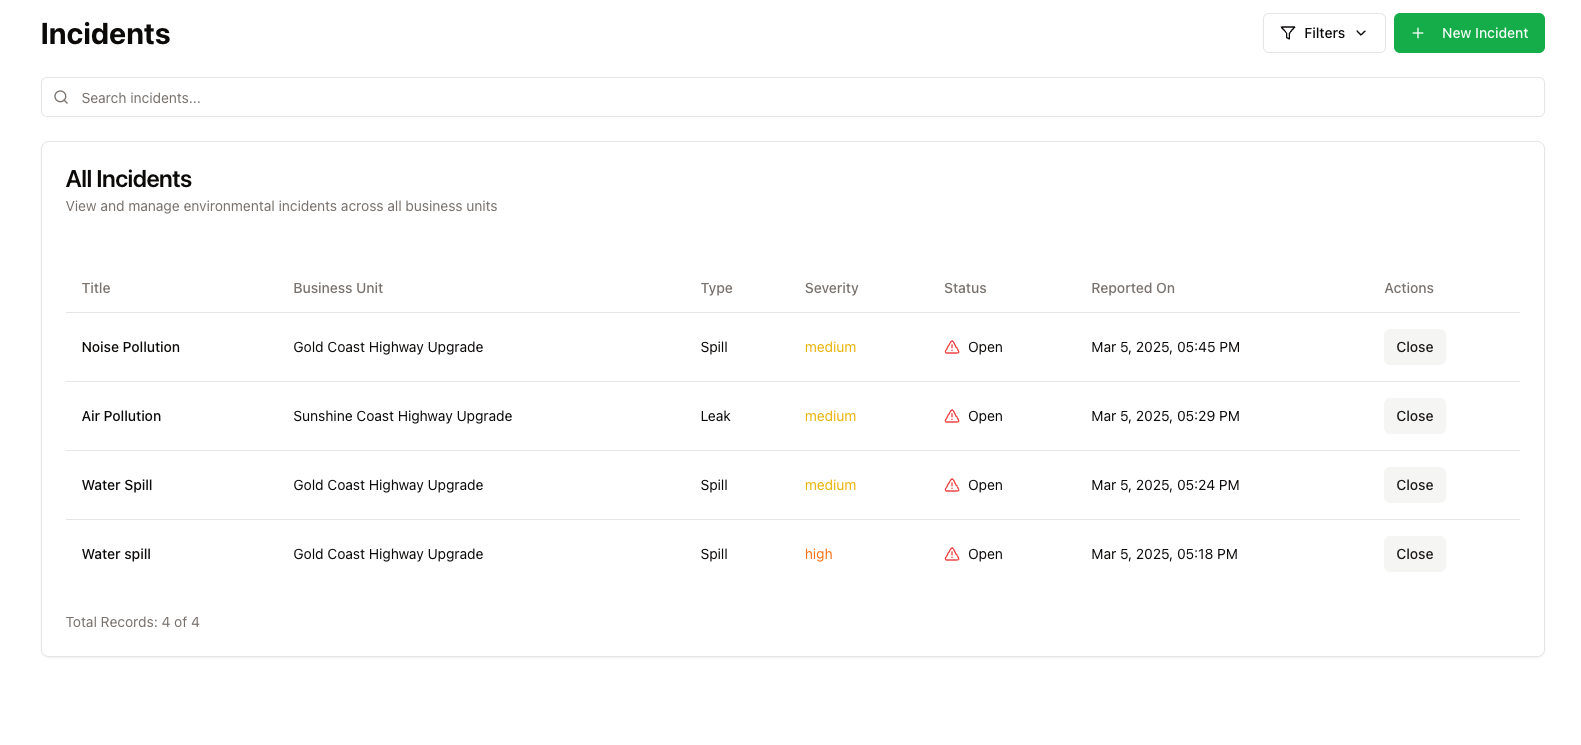 Incidents
Filters
New Incident
Search incidents...
All Incidents
View and manage environmental incidents across all business units
Title Business Unit Type Severity Status Reported On Actions
Noise Pollution Gold Coast Highway Upgrade Spill medium Open Mar 5, 2025, 05:45 PM Close
Air Pollution Sunshine Coast Highway Upgrade Leak medium Open Mar 5, 2025, 05:29 PM Close
Water Spill Gold Coast Highway Upgrade Spill medium Open Mar 5, 2025, 05:24 PM Close
Water spill Gold Coast Highway Upgrade Spill high Open Mar 5, 2025, 05:18 PM Close
Total Records: 4 of 4